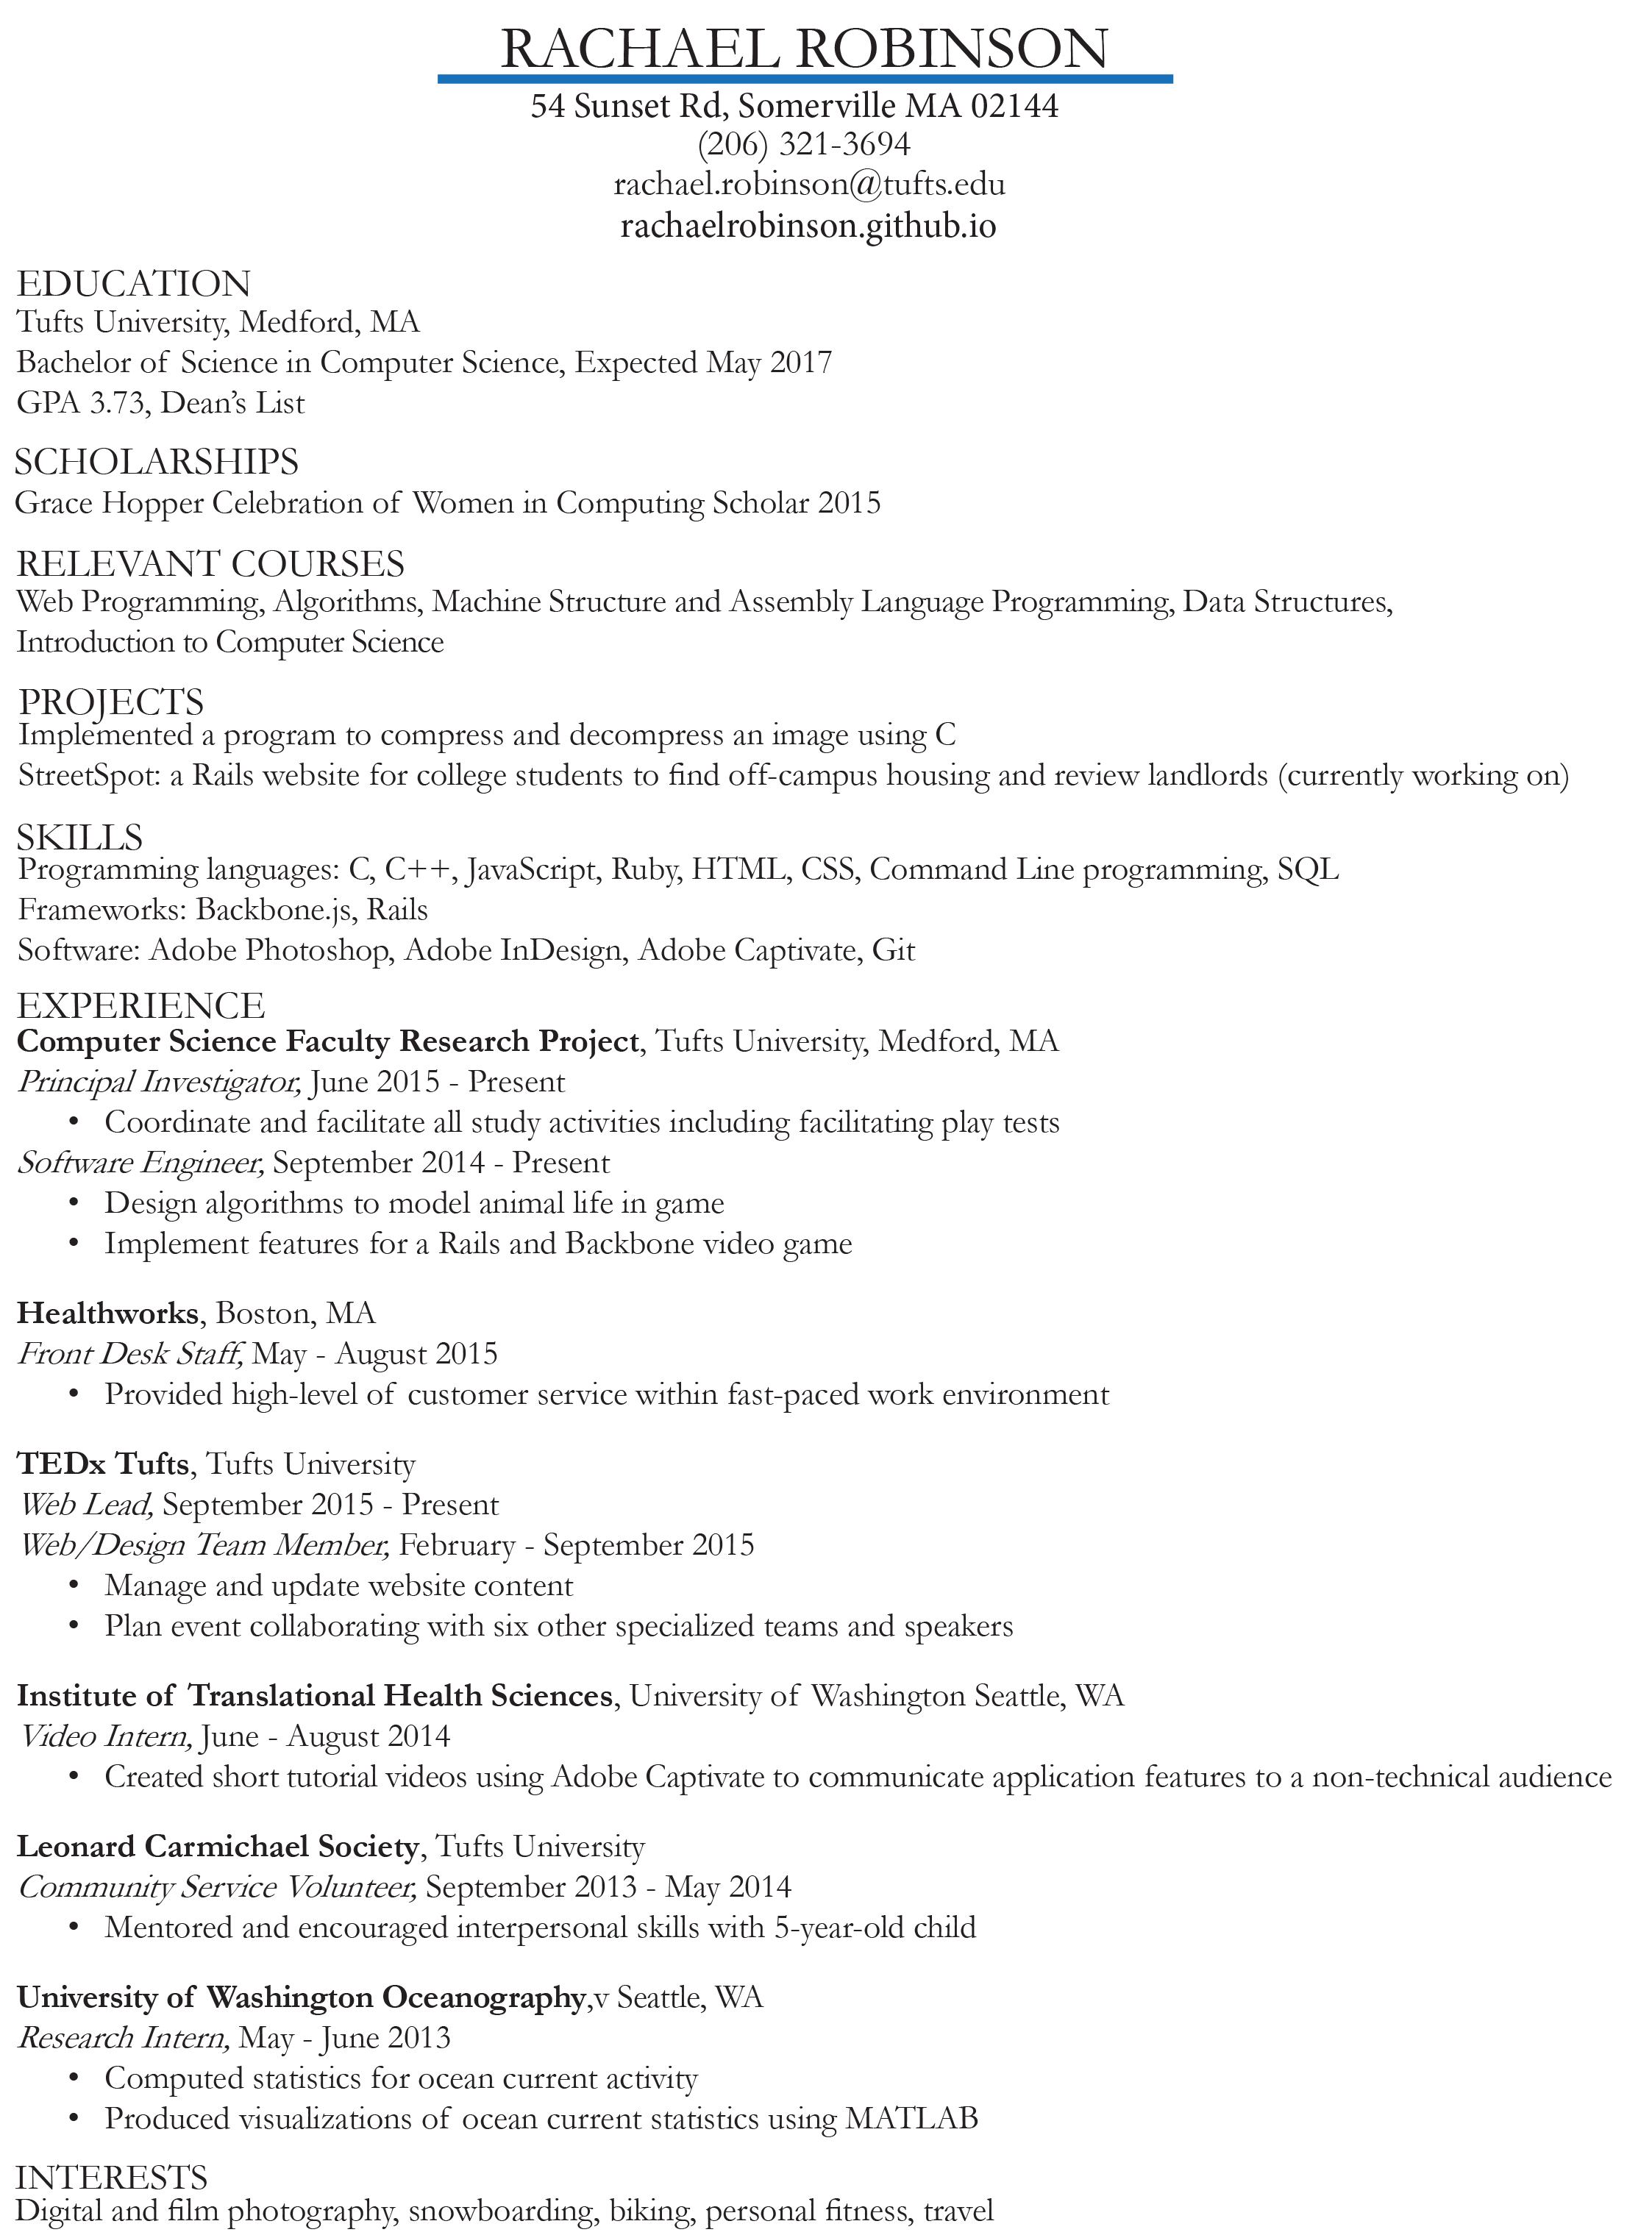 RACHAEL ROBINSON
54 Sunset Rd, Somerville MA 02144
(206) 321-3694
rachael.robinson@tufts.edu
rachaelrobinson.github.io
EDUCATION
Tufts University, Medford, MA
Bachelor of Science in Computer Science, Expected May 2017
GPA 3.73, Dean’s List
SCHOLARSHIPS
Grace Hopper Celebration of Women in Computing Scholar 2015
RELEVANT COURSES
Web Programming, Algorithms, Machine Structure and Assembly Language Programming, Data Structures,
Introduction to Computer Science
PROJECTS
Implemented a program to compress and decompress an image using C
StreetSpot: a Rails website for college students to find off-campus housing and review landlords (currently working on)
SKILLS
Programming languages: C, C++, JavaScript, Ruby, HTML, CSS, Command Line programming, SQL
Frameworks: Backbone.js, Rails
Software: Adobe Photoshop, Adobe InDesign, Adobe Captivate, Git
EXPERIENCE
Computer Science Faculty Research Project, Tufts University, Medford, MA
Principal Investigator, June 2015 - Present
• Coordinate and facilitate all study activities including facilitating play tests
Software Engineer, September 2014 - Present
• Design algorithms to model animal life in game
• Implement features for a Rails and Backbone video game
Healthworks, Boston, MA
Front Desk Staff, May - August 2015
• Provided high-level of customer service within fast-paced work environment
TEDx Tufts, Tufts University
Web Lead, September 2015 - Present
Web/Design Team Member, February - September 2015
• Manage and update website content
• Plan event collaborating with six other specialized teams and speakers
Institute of Translational Health Sciences, University of Washington Seattle, WA
Video Intern, June - August 2014
• Created short tutorial videos using Adobe Captivate to communicate application features to a non-technical audience
Leonard Carmichael Society, Tufts University
Community Service Volunteer, September 2013 - May 2014
• Mentored and encouraged interpersonal skills with 5-year-old child
University of Washington Oceanography,v Seattle, WA
Research Intern, May - June 2013
• Computed statistics for ocean current activity
• Produced visualizations of ocean current statistics using MATLAB
INTERESTS
Digital and film photography, snowboarding, biking, personal fitness, travel